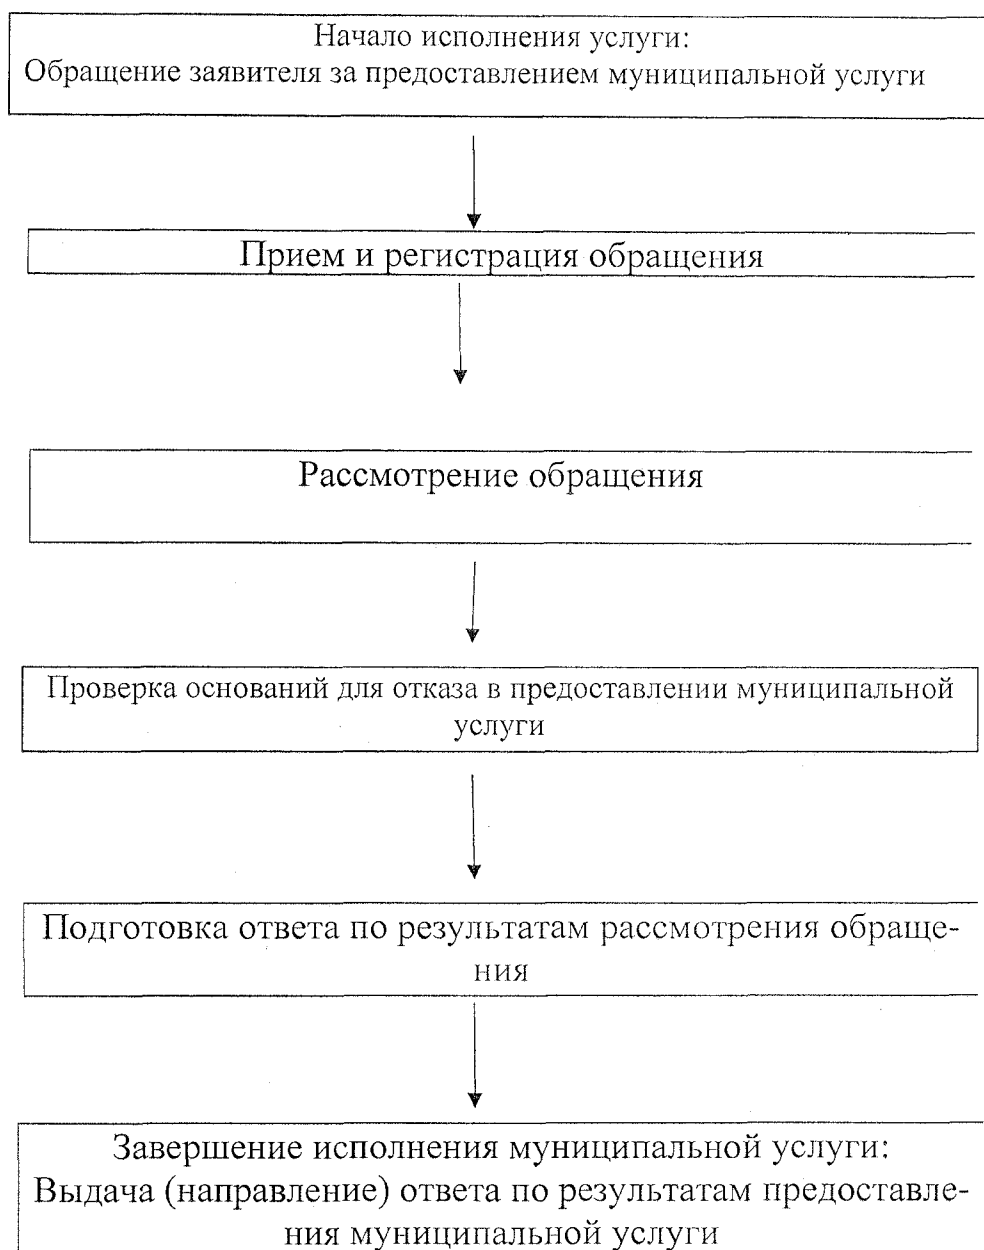 Начало исполнения услуги:
Обращение заявителя за предоставлением муниципальной услуги
Прием и регистрация обращения
Рассмотрение обращения
Проверка оснований для отказа в предоставлении муниципальной
услуги
Подготовка ответа по результатам рассмотрения обраще-
ния
Завершение исполнения муниципальной услуги:
Выдача (направление) ответа по результатам предоставле-
ния муниципальной услуги